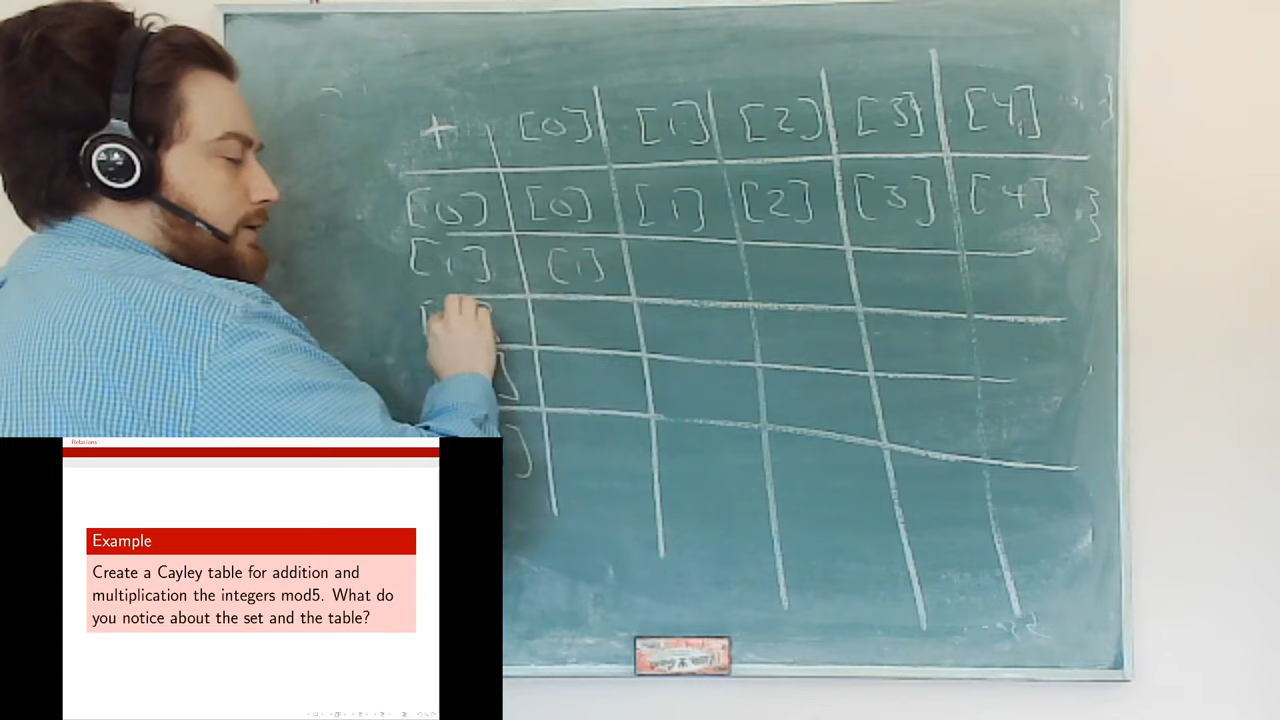 + [0] [1] [2] [3] [4]
[0] [0] [1] [2] [3] [4]
[1] [1]
Relations
Example
Create a Cayley table for addition and
multiplication the integers mod5. What do
you notice about the set and the table?